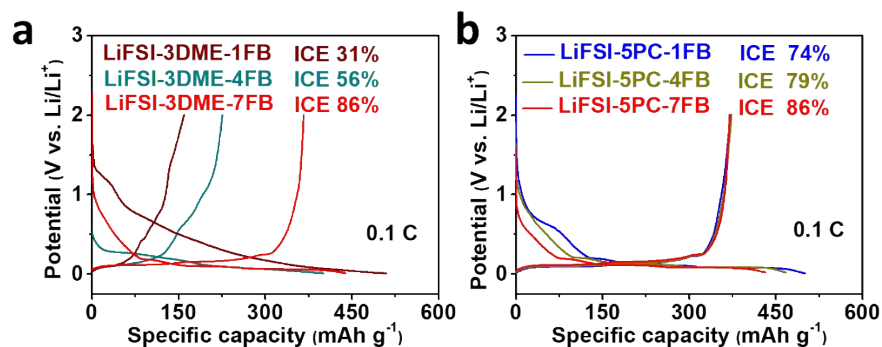 a
LiFSI-3DME-1FB ICE 31%
LiFSI-3DME-4FB ICE 56%
LiFSI-3DME-7FB ICE 86%
3
2
1
0
Potential (V vs. Li/Li⁺)
0.1 C
0 150 300 450 600
Specific capacity (mAh g⁻¹)
b
LiFSI-5PC-1FB ICE 74%
LiFSI-5PC-4FB ICE 79%
LiFSI-5PC-7FB ICE 86%
3
2
1
0
Potential (V vs. Li/Li⁺)
0.1 C
0 150 300 450 600
Specific capacity (mAh g⁻¹)